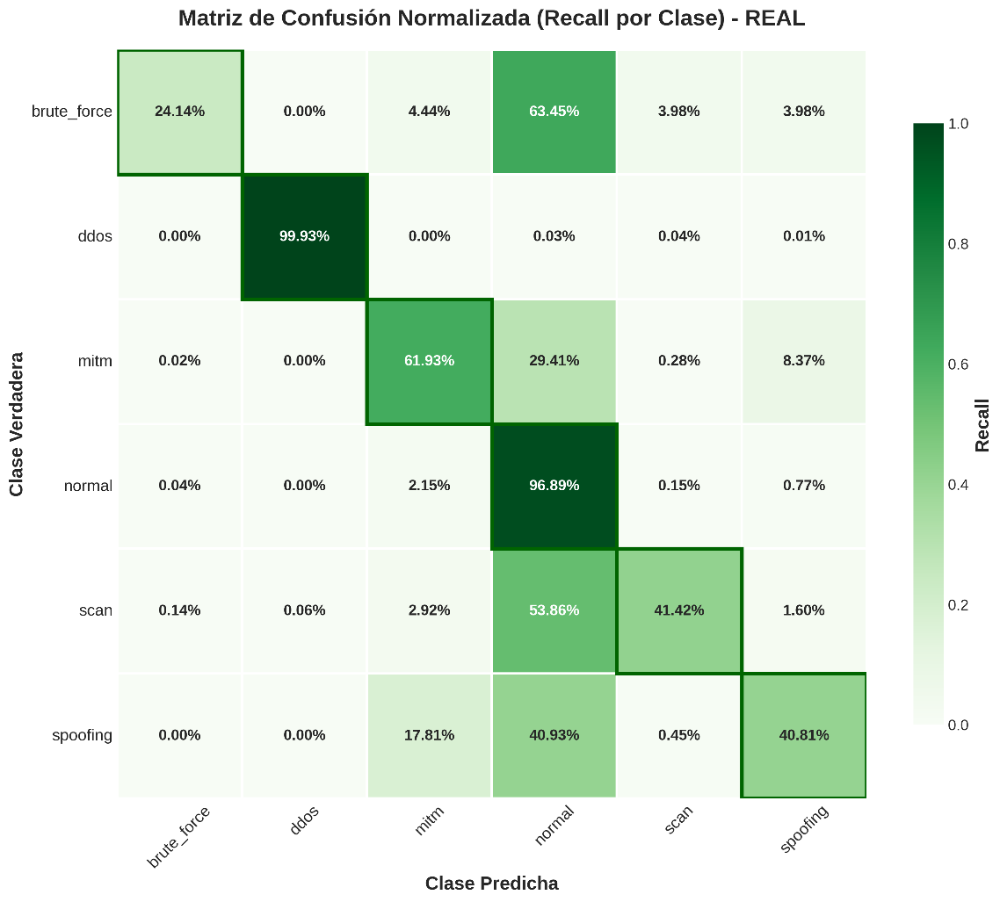 Matriz de Confusión Normalizada (Recall por Clase) - REAL
brute_force 24.14% 0.00% 4.44% 63.45% 3.98% 3.98%
ddos 0.00% 99.93% 0.00% 0.03% 0.04% 0.01%
mitm 0.02% 0.00% 61.93% 29.41% 0.28% 8.37%
normal 0.04% 0.00% 2.15% 96.89% 0.15% 0.77%
scan 0.14% 0.06% 2.92% 53.86% 41.42% 1.60%
spoofing 0.00% 0.00% 17.81% 40.93% 0.45% 40.81%
brute_force ddos mitm normal scan spoofing
Clase Predicha
Clase Verdadera
1.0
0.8
0.6
0.4
0.2
0.0
Recall